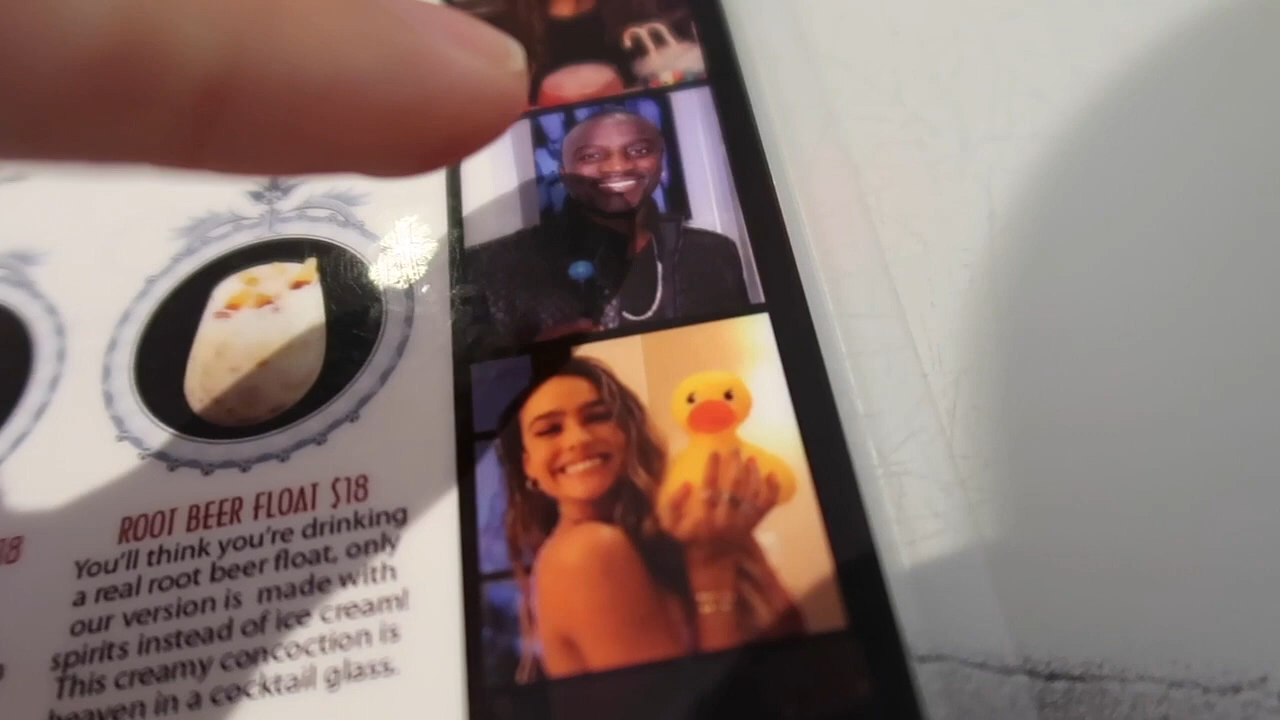 18
ROOT BEER FLOAT $18
You'll think you're drinking
a real root beer float, only
our version is made with
spirits instead of ice cream!
This creamy concoction is
heaven in a cocktail glass.